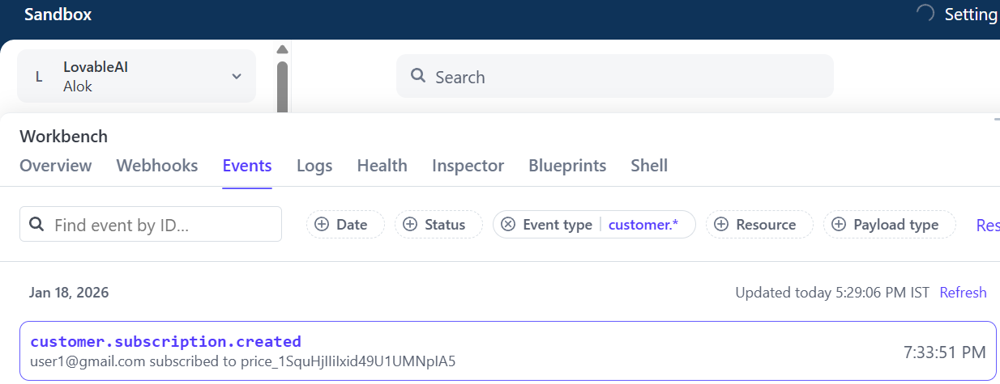 Sandbox
Setting
L
LovableAI
Alok
Search
Workbench
Overview Webhooks Events Logs Health Inspector Blueprints Shell
Find event by ID...
Date Status Event type customer.* Resource Payload type Res
Jan 18, 2026
Updated today 5:29:06 PM IST Refresh
customer.subscription.created
7:33:51 PM
user1@gmail.com subscribed to price_1SquHjIIiIxid49U1UMNpIA5